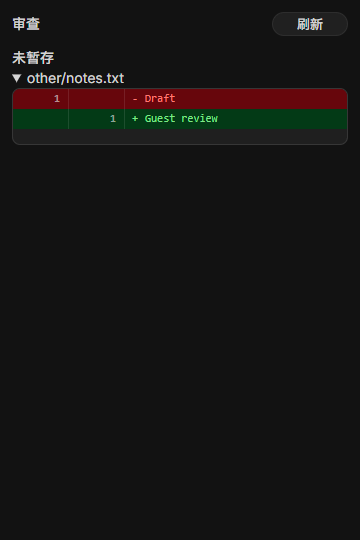 审查
刷新
未暂存
▼ other/notes.txt
1 - Draft
1 + Guest review